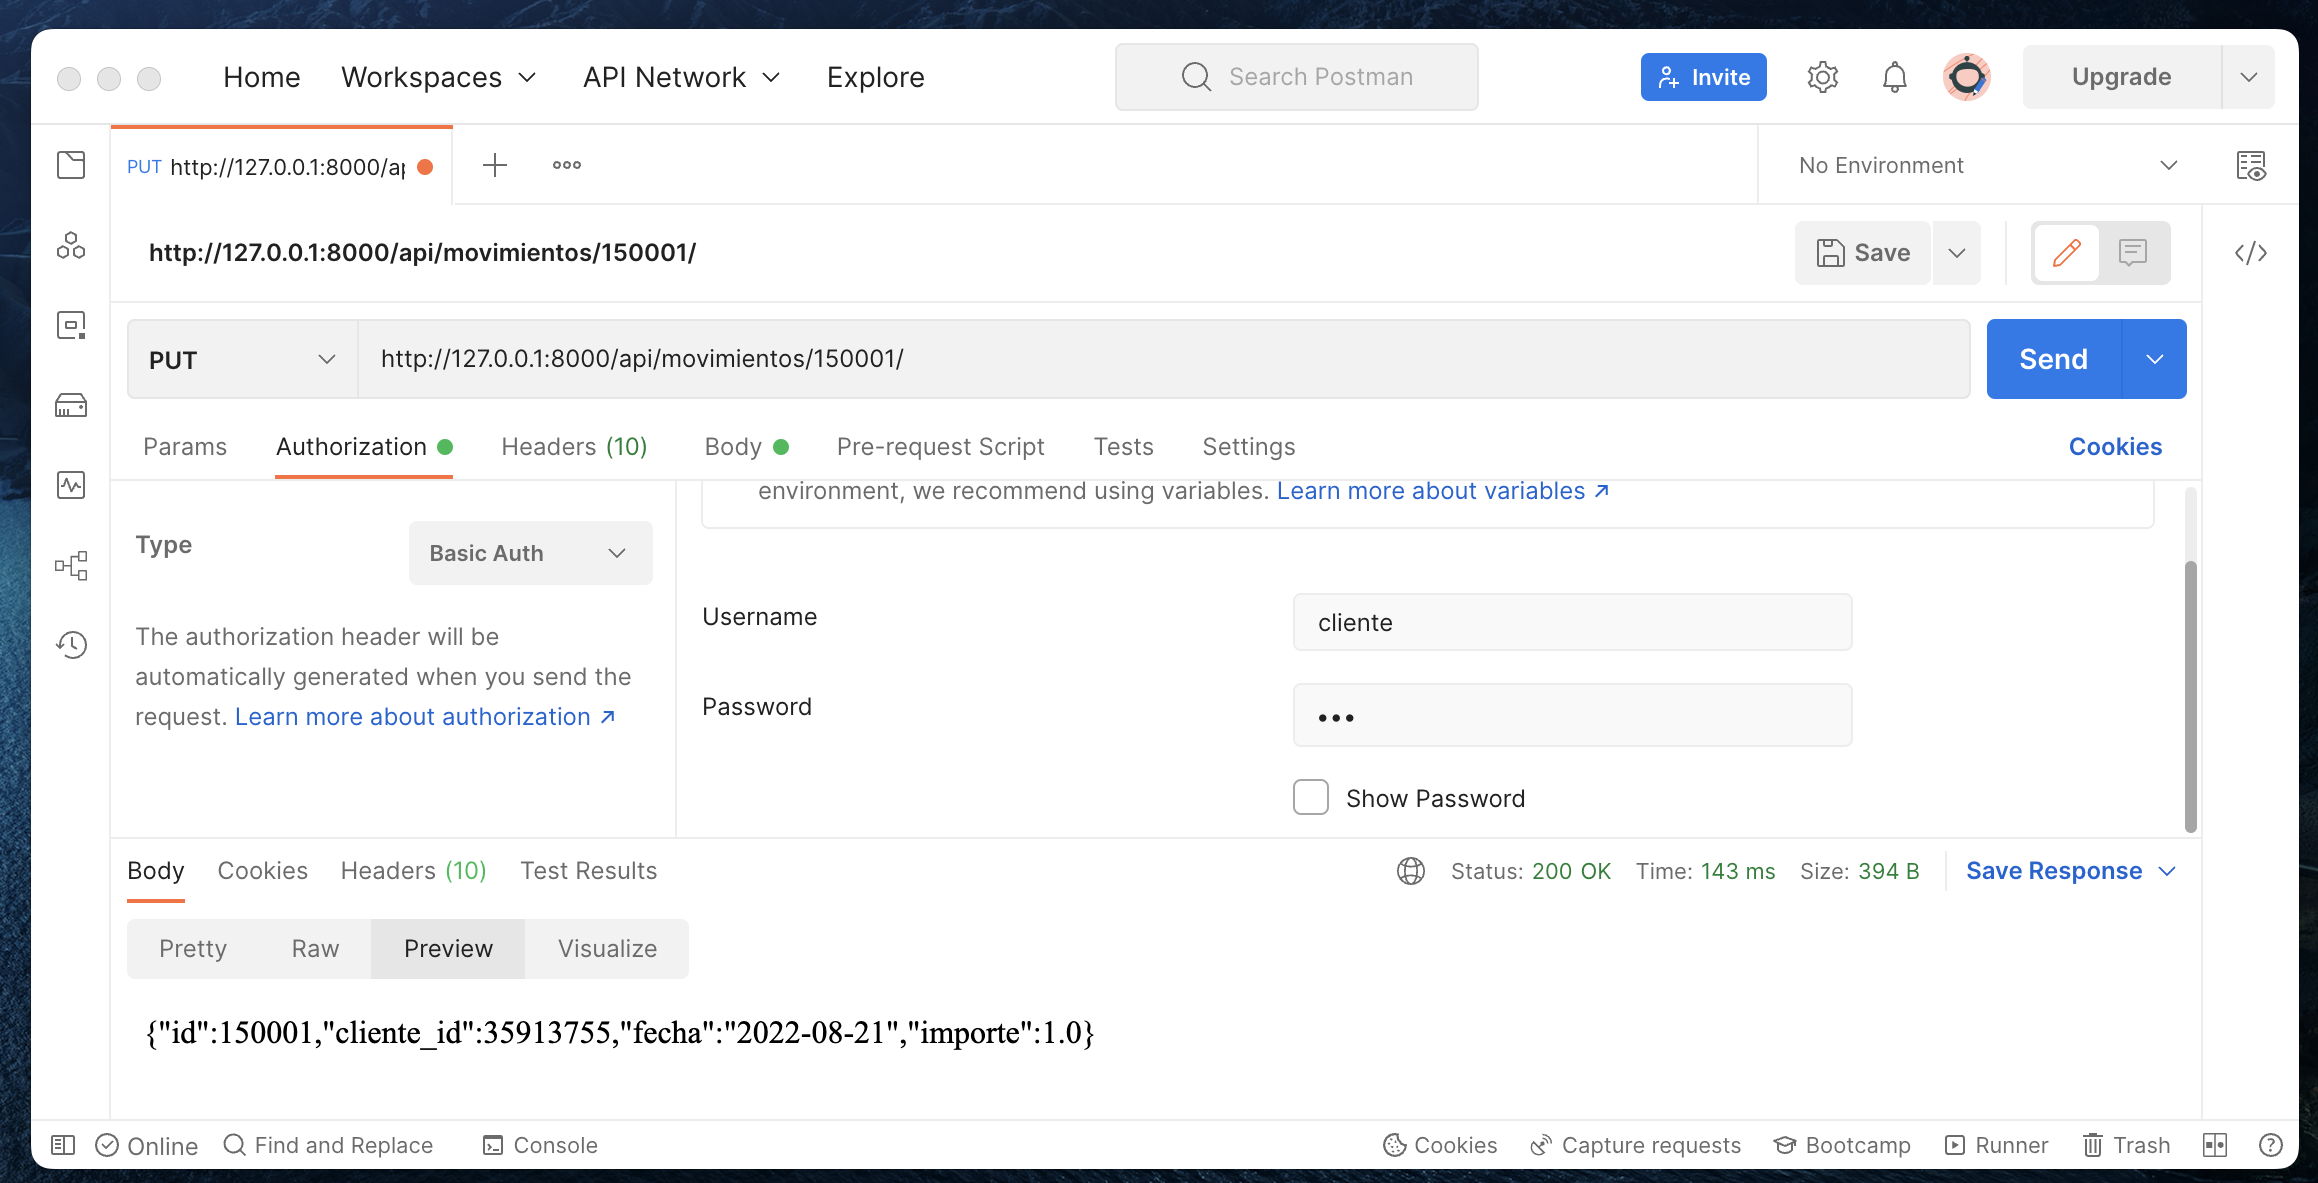 Home Workspaces API Network Explore Search Postman Invite Upgrade
PUT http://127.0.0.1:8000/ap No Environment
http://127.0.0.1:8000/api/movimientos/150001/ Save
PUT http://127.0.0.1:8000/api/movimientos/150001/ Send
Params Authorization Headers (10) Body Pre-request Script Tests Settings Cookies
environment, we recommend using variables. Learn more about variables ↗
Type Basic Auth
The authorization header will be
automatically generated when you send the
request. Learn more about authorization ↗
Username cliente
Password •••
Show Password
Body Cookies Headers (10) Test Results Status: 200 OK Time: 143 ms Size: 394 B Save Response
Pretty Raw Preview Visualize
{"id":150001,"cliente_id":35913755,"fecha":"2022-08-21","importe":1.0}
Online Find and Replace Console Cookies Capture requests Bootcamp Runner Trash